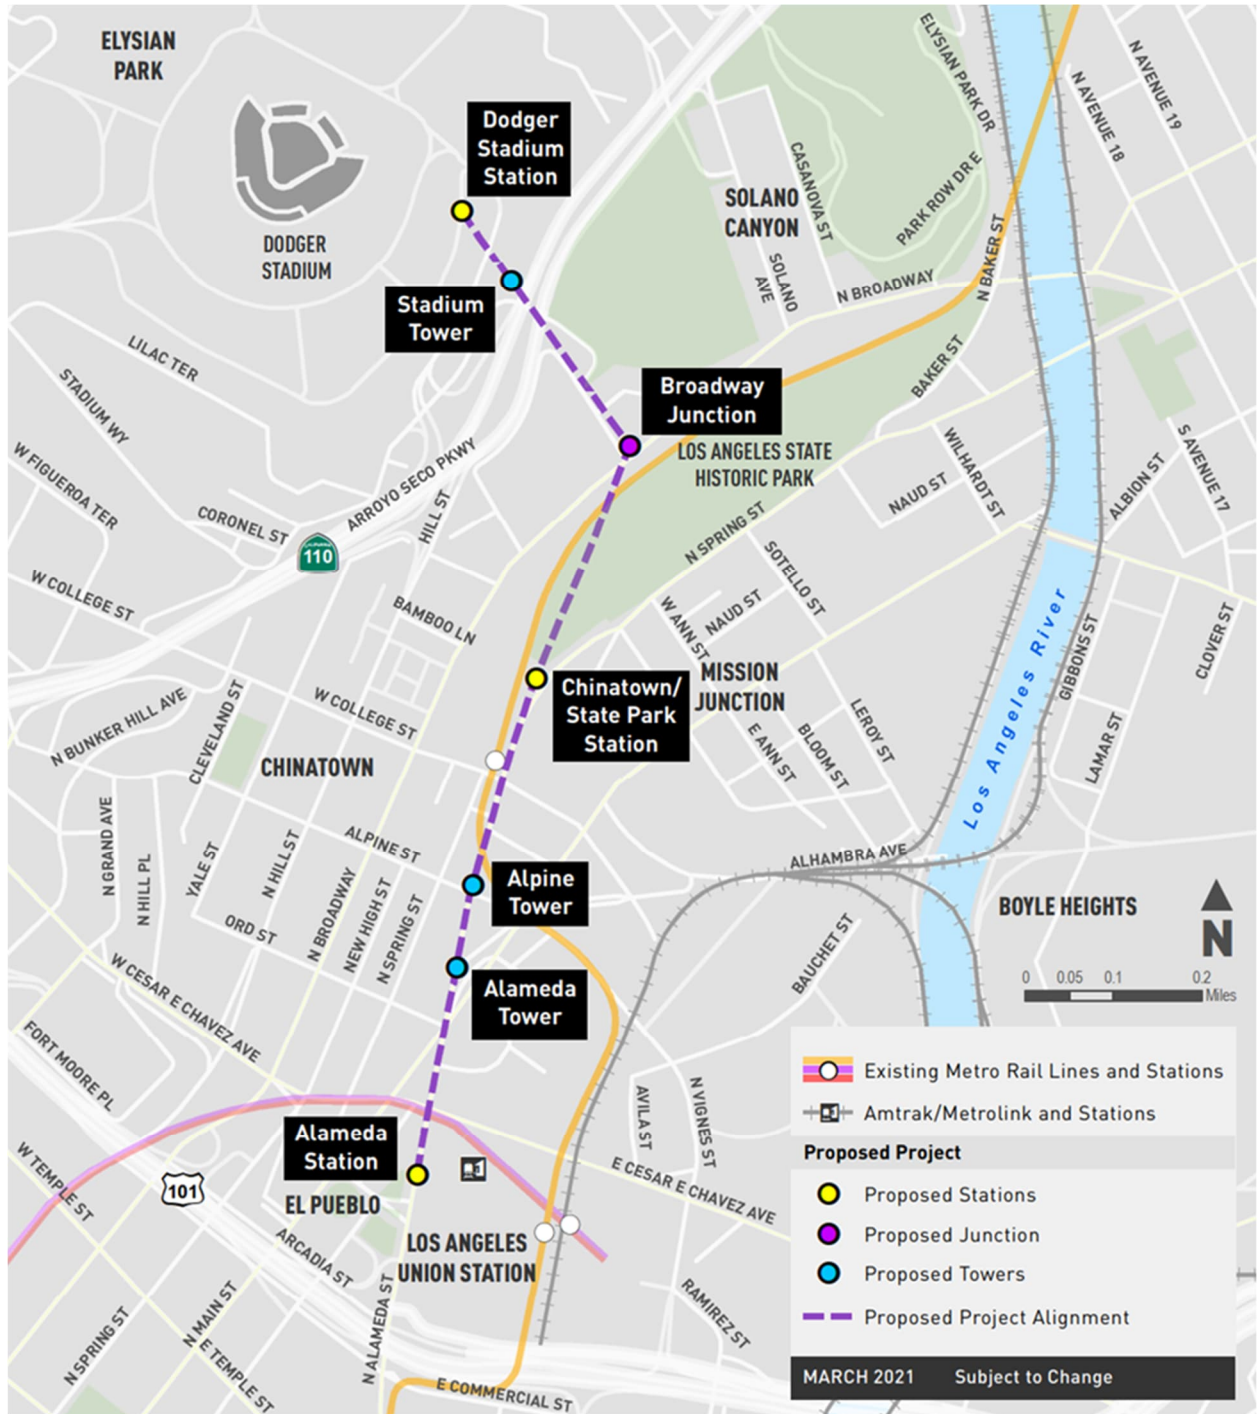 ELYSIAN
PARK
Dodger
Stadium
Station
DODGER
STADIUM
Stadium
Tower
SOLANO
CANYON
CASANOVA ST
SOLANO
AVE
ELYSIAN PARK DR
PARK ROW DR E
N BROADWAY
N BAKER ST
N AVENUE 18
N AVENUE 19
BAKER ST
LILAC TER
STADIUM WY
W FIGUEROA TER
Broadway
Junction
LOS ANGELES STATE
HISTORIC PARK
ARROYO SECO PKWY
HILL ST
CORONEL ST
CALIFORNIA
110
W COLLEGE ST
BAMBOO LN
N SPRING ST
WILHARDT ST
NAUD ST
ALBION ST
S AVENUE 17
SOTELLO ST
NAUD ST
W ANN ST
MISSION
JUNCTION
Los Angeles River
GIBBONS ST
CLOVER ST
LAMAR ST
Chinatown/
State Park
Station
N BUNKER HILL AVE
CLEVELAND ST
W COLLEGE ST
CHINATOWN
E ANN ST
BLOOM ST
LEROY ST
N GRAND AVE
N HILL PL
YALE ST
N HILL ST
ALPINE ST
N BROADWAY
NEW HIGH ST
N SPRING ST
ORD ST
Alpine
Tower
ALHAMBRA AVE
BOYLE HEIGHTS
BAUCHET ST
N
0 0.05 0.1 0.2
Miles
Alameda
Tower
W CESAR E CHAVEZ AVE
FORT MOORE PL
W TEMPLE ST
101
Alameda
Station
EL PUEBLO
LOS ANGELES
UNION STATION
AVILA ST
N VIGNES ST
E CESAR E CHAVEZ AVE
ARCADIA ST
N SPRING ST
N MAIN ST
E TEMPLE ST
N ALAMEDA ST
E COMMERCIAL ST
RAMIREZ ST
Existing Metro Rail Lines and Stations
Amtrak/Metrolink and Stations
Proposed Project
Proposed Stations
Proposed Junction
Proposed Towers
Proposed Project Alignment
MARCH 2021 Subject to Change